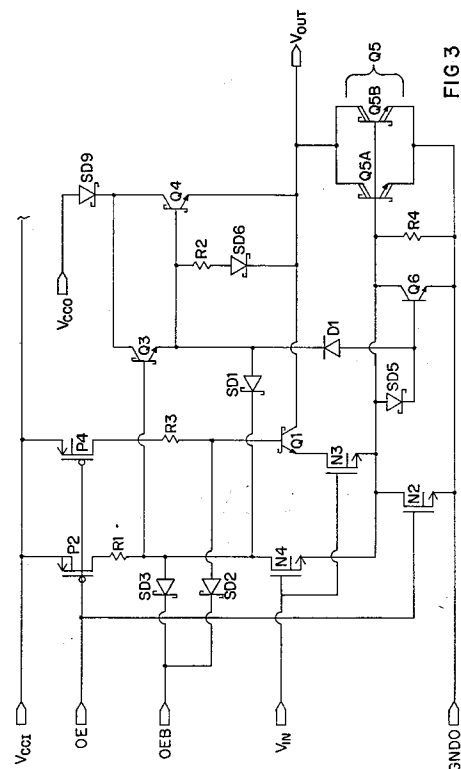 VCCI
OE
OEB
VIN
GNDO
P2
P4
R1
R3
SD3
SD2
N4
N3
N2
Q1
Q3
SD1
VCCO
SD9
Q4
R2
SD6
D1
SD5
Q6
R4
Q5A
Q5B
Q5
VOUT
FIG 3